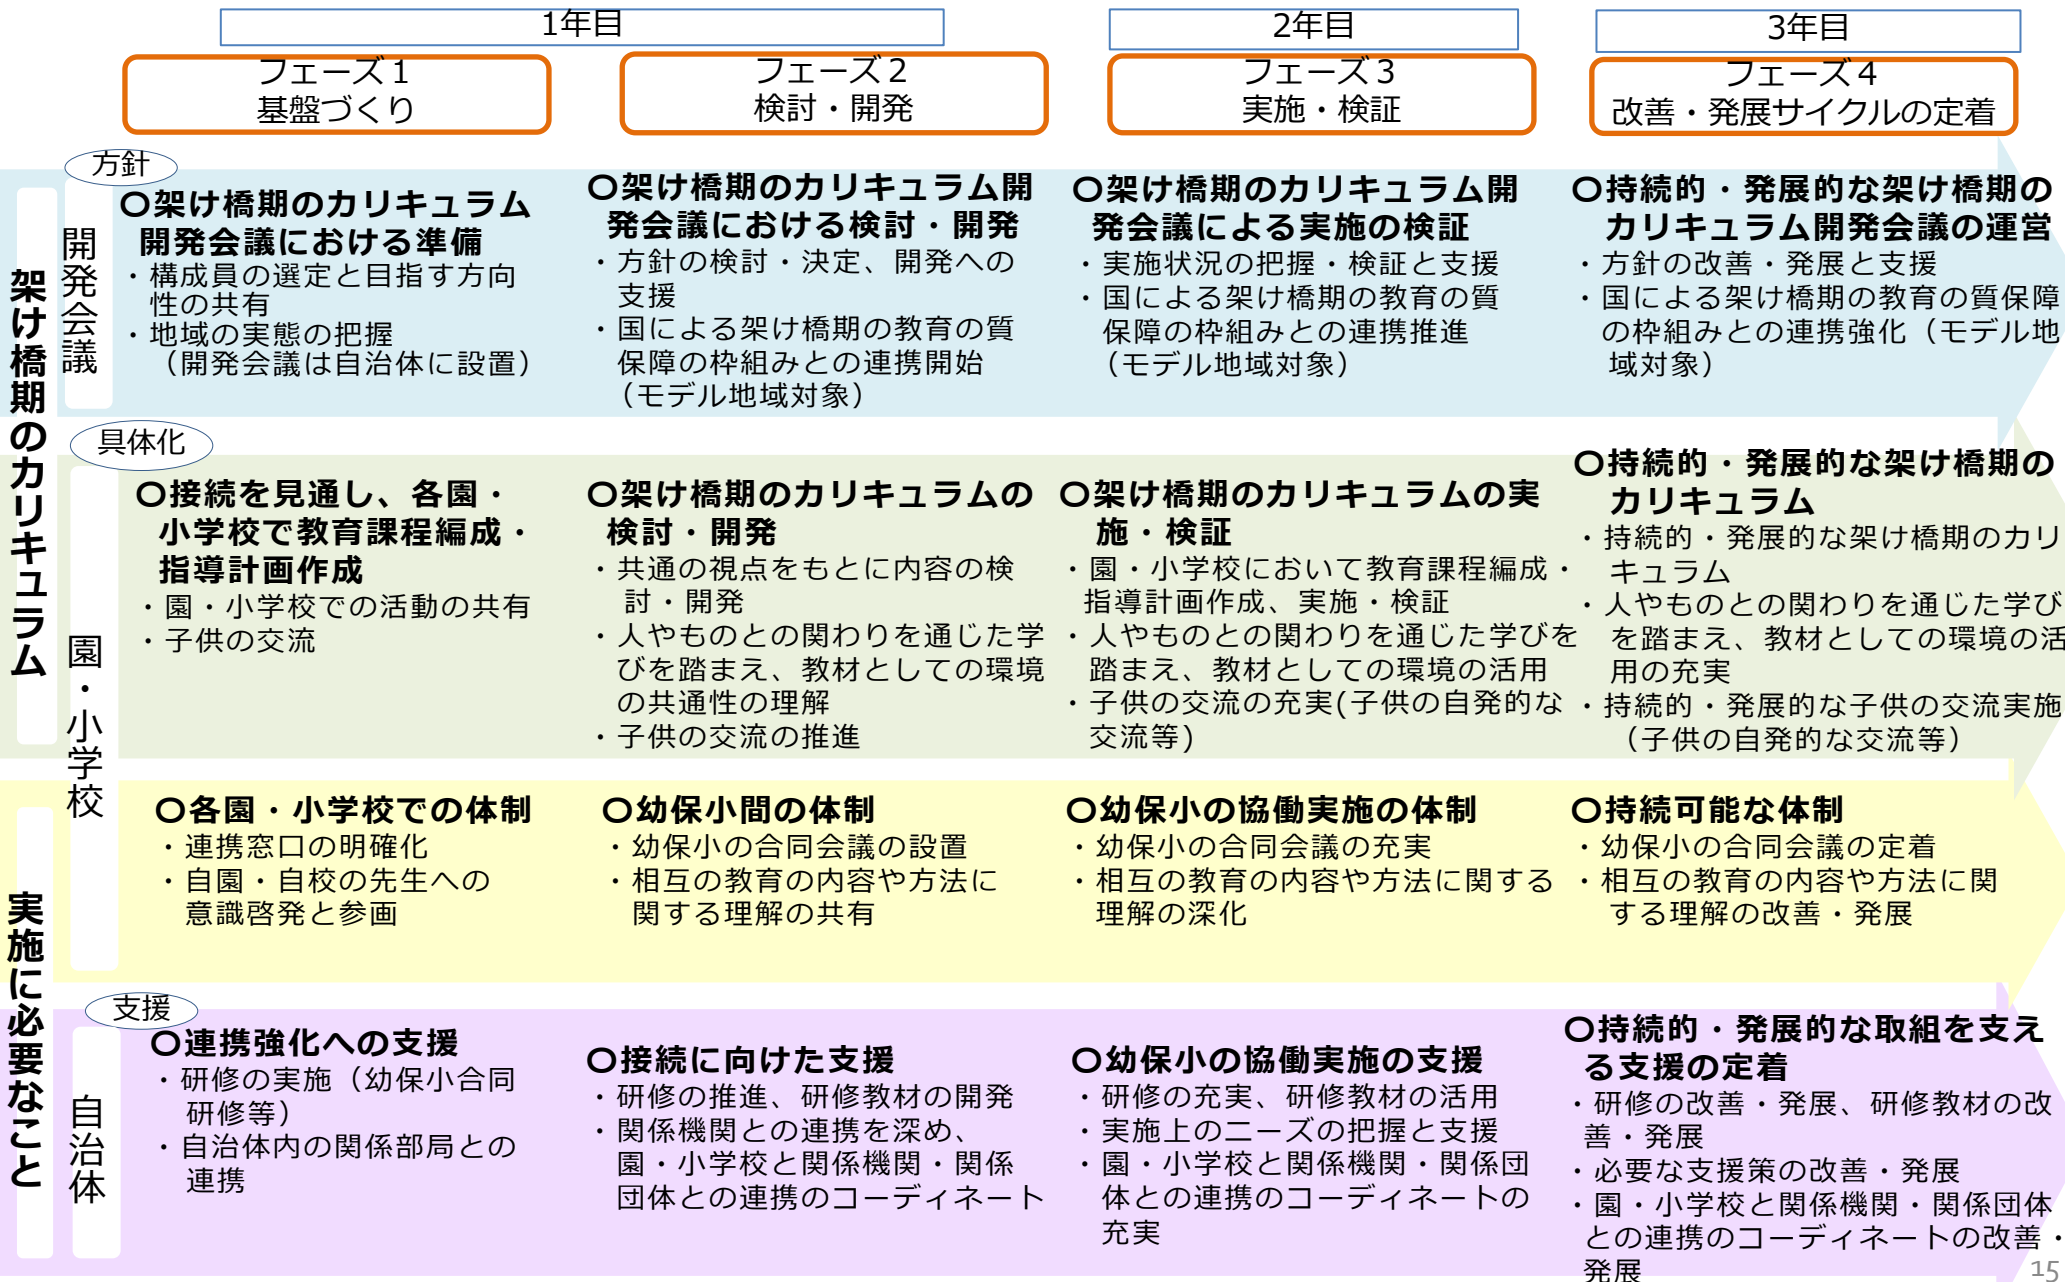 1年目
2年目
3年目
フェーズ１
基盤づくり
フェーズ２
検討・開発
フェーズ３
実施・検証
フェーズ４
改善・発展サイクルの定着
架け橋期のカリキュラム
方針
開発会議
〇架け橋期のカリキュラム
開発会議における準備
・構成員の選定と目指す方向
性の共有
・地域の実態の把握
（開発会議は自治体に設置）
〇架け橋期のカリキュラム開
発会議における検討・開発
・方針の検討・決定、開発への
支援
・国による架け橋期の教育の質
保障の枠組みとの連携開始
（モデル地域対象）
〇架け橋期のカリキュラム開
発会議による実施の検証
・実施状況の把握・検証と支援
・国による架け橋期の教育の質
保障の枠組みとの連携推進
（モデル地域対象）
〇持続的・発展的な架け橋期の
カリキュラム開発会議の運営
・方針の改善・発展と支援
・国による架け橋期の教育の質保障
の枠組みとの連携強化（モデル地
域対象）
具体化
園・小学校
〇接続を見通し、各園・
小学校で教育課程編成・
指導計画作成
・園・小学校での活動の共有
・子供の交流
〇架け橋期のカリキュラムの
検討・開発
・共通の視点をもとに内容の検
討・開発
・人やものとの関わりを通じた学
びを踏まえ、教材としての環境
の共通性の理解
・子供の交流の推進
〇架け橋期のカリキュラムの実
施・検証
・園・小学校において教育課程編成・
指導計画作成、実施・検証
・人やものとの関わりを通じた学びを
踏まえ、教材としての環境の活用
・子供の交流の充実(子供の自発的な
交流等)
〇持続的・発展的な架け橋期の
カリキュラム
・持続的・発展的な架け橋期のカリ
キュラム
・人やものとの関わりを通じた学び
を踏まえ、教材としての環境の活
用の充実
・持続的・発展的な子供の交流実施
（子供の自発的な交流等）
実施に必要なこと
〇各園・小学校での体制
・連携窓口の明確化
・自園・自校の先生への
意識啓発と参画
〇幼保小間の体制
・幼保小の合同会議の設置
・相互の教育の内容や方法に
関する理解の共有
〇幼保小の協働実施の体制
・幼保小の合同会議の充実
・相互の教育の内容や方法に関する
理解の深化
〇持続可能な体制
・幼保小の合同会議の定着
・相互の教育の内容や方法に関
する理解の改善・発展
支援
自治体
〇連携強化への支援
・研修の実施（幼保小合同
研修等）
・自治体内の関係部局との
連携
〇接続に向けた支援
・研修の推進、研修教材の開発
・関係機関との連携を深め、
園・小学校と関係機関・関係
団体との連携のコーディネート
〇幼保小の協働実施の支援
・研修の充実、研修教材の活用
・実施上のニーズの把握と支援
・園・小学校と関係機関・関係団
体との連携のコーディネートの
充実
〇持続的・発展的な取組を支え
る支援の定着
・研修の改善・発展、研修教材の改
善・発展
・必要な支援策の改善・発展
・園・小学校と関係機関・関係団体
との連携のコーディネートの改善・
発展
15